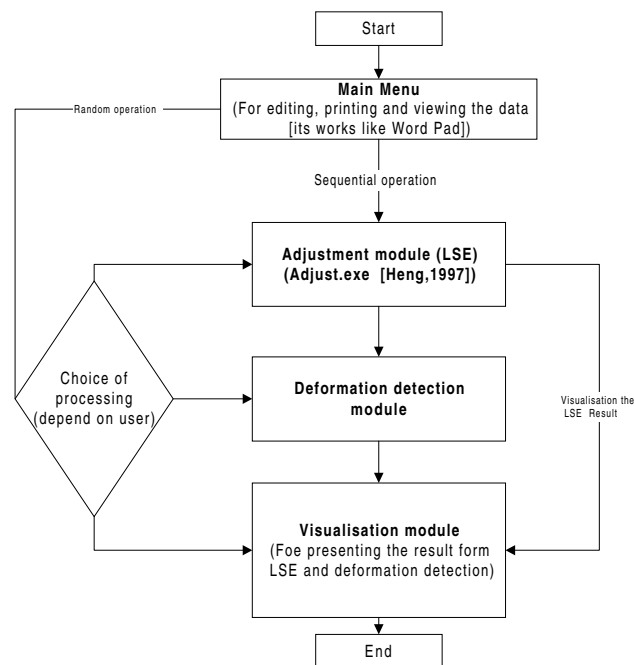 Start
Main Menu
(For editing, printing and viewing the data
[its works like Word Pad])
Random operation
Sequential operation
Adjustment module (LSE)
(Adjust.exe [Heng,1997])
Choice of
processing
(depend on user)
Deformation detection
module
Visualisation the
LSE Result
Visualisation module
(Foe presenting the result form
LSE and deformation detection)
End